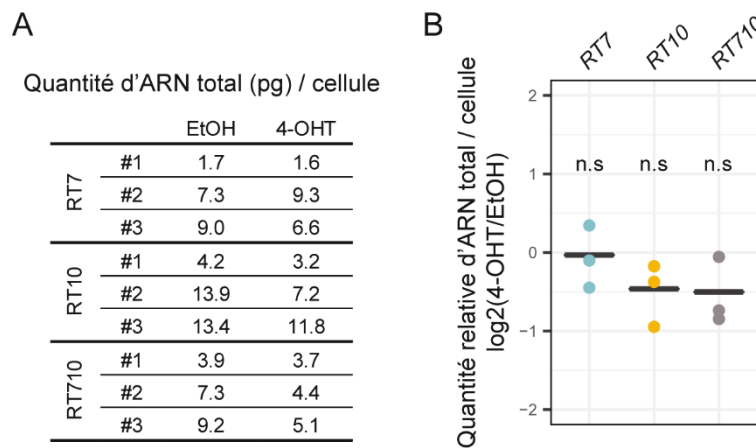 A
Quantité d'ARN total (pg) / cellule
EtOH 4-OHT
RT7
#1 1.7 1.6
#2 7.3 9.3
#3 9.0 6.6
RT10
#1 4.2 3.2
#2 13.9 7.2
#3 13.4 11.8
RT710
#1 3.9 3.7
#2 7.3 4.4
#3 9.2 5.1
B
RT7 RT10 RT710
Quantité relative d'ARN total / cellule
log2(4-OHT/EtOH)
2
1
0
−1
−2
n.s n.s n.s